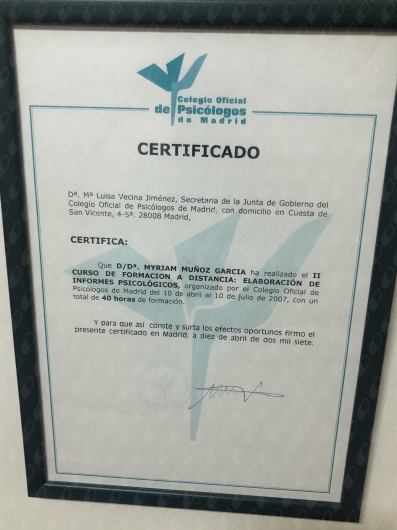 Colegio Oficial
de Psicólogos
de Madrid
CERTIFICADO
Dª. Mª Luisa Vecina Jiménez, Secretaria de la Junta de Gobierno del
Colegio Oficial de Psicólogos de Madrid, con domicilio en Cuesta de
San Vicente, 4-5ª. 28008 Madrid,
CERTIFICA:
Que D/Dª. MYRIAM MUÑOZ GARCIA ha realizado el II
CURSO DE FORMACION A DISTANCIA: ELABORACIÓN DE
INFORMES PSICOLÓGICOS, organizado por el Colegio Oficial de
Psicólogos de Madrid del 10 de abril al 10 de julio de 2007, con un
total de 40 horas de formación.
Y para que así conste y surta los efectos oportunos firmo el
presente certificado en Madrid, a diez de abril de dos mil siete.